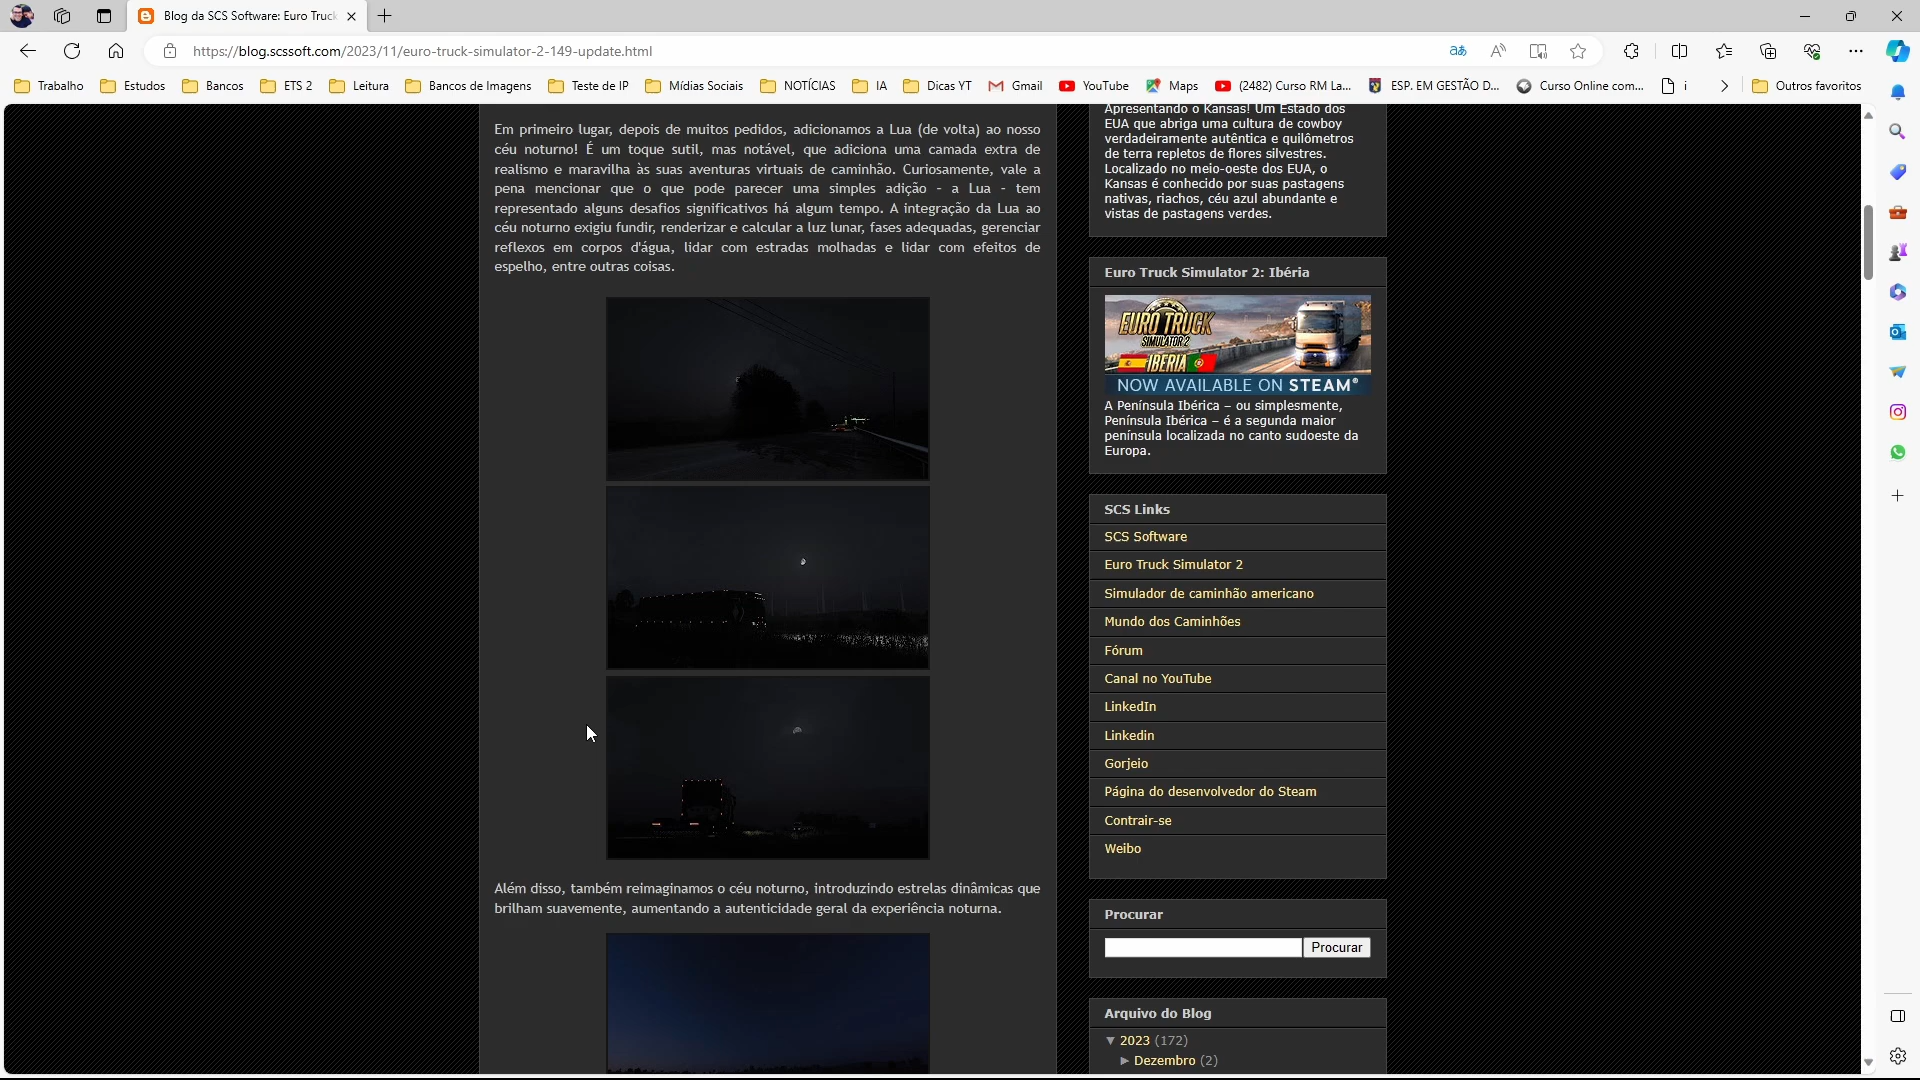 Blog da SCS Software: Euro Truck
https://blog.scssoft.com/2023/11/euro-truck-simulator-2-149-update.html
Trabalho
Estudos
Bancos
ETS 2
Leitura
Bancos de Imagens
Teste de IP
Mídias Sociais
NOTÍCIAS
IA
Dicas YT
Gmail
YouTube
Maps
(2482) Curso RM La...
ESP. EM GESTÃO D...
Curso Online com...
i
Outros favoritos
Em primeiro lugar, depois de muitos pedidos, adicionamos a Lua (de volta) ao nosso
céu noturno! É um toque sutil, mas notável, que adiciona uma camada extra de
realismo e maravilha às suas aventuras virtuais de caminhão. Curiosamente, vale a
pena mencionar que o que pode parecer uma simples adição - a Lua - tem
representado alguns desafios significativos há algum tempo. A integração da Lua ao
céu noturno exigiu fundir, renderizar e calcular a luz lunar, fases adequadas, gerenciar
reflexos em corpos d'água, lidar com estradas molhadas e lidar com efeitos de
espelho, entre outras coisas.
Além disso, também reimaginamos o céu noturno, introduzindo estrelas dinâmicas que
brilham suavemente, aumentando a autenticidade geral da experiência noturna.
Apresentando o Kansas! Um Estado dos
EUA que abriga uma cultura de cowboy
verdadeiramente autêntica e quilômetros
de terra repletos de flores silvestres.
Localizado no meio-oeste dos EUA, o
Kansas é conhecido por suas pastagens
nativas, riachos, céu azul abundante e
vistas de pastagens verdes.
Euro Truck Simulator 2: Ibéria
EURO TRUCK
SIMULATOR 2
IBERIA
NOW AVAILABLE ON STEAM®
A Península Ibérica – ou simplesmente,
Península Ibérica – é a segunda maior
península localizada no canto sudoeste da
Europa.
SCS Links
SCS Software
Euro Truck Simulator 2
Simulador de caminhão americano
Mundo dos Caminhões
Fórum
Canal no YouTube
LinkedIn
Linkedin
Gorjeio
Página do desenvolvedor do Steam
Contrair-se
Weibo
Procurar
Procurar
Arquivo do Blog
▼ 2023 (172)
► Dezembro (2)